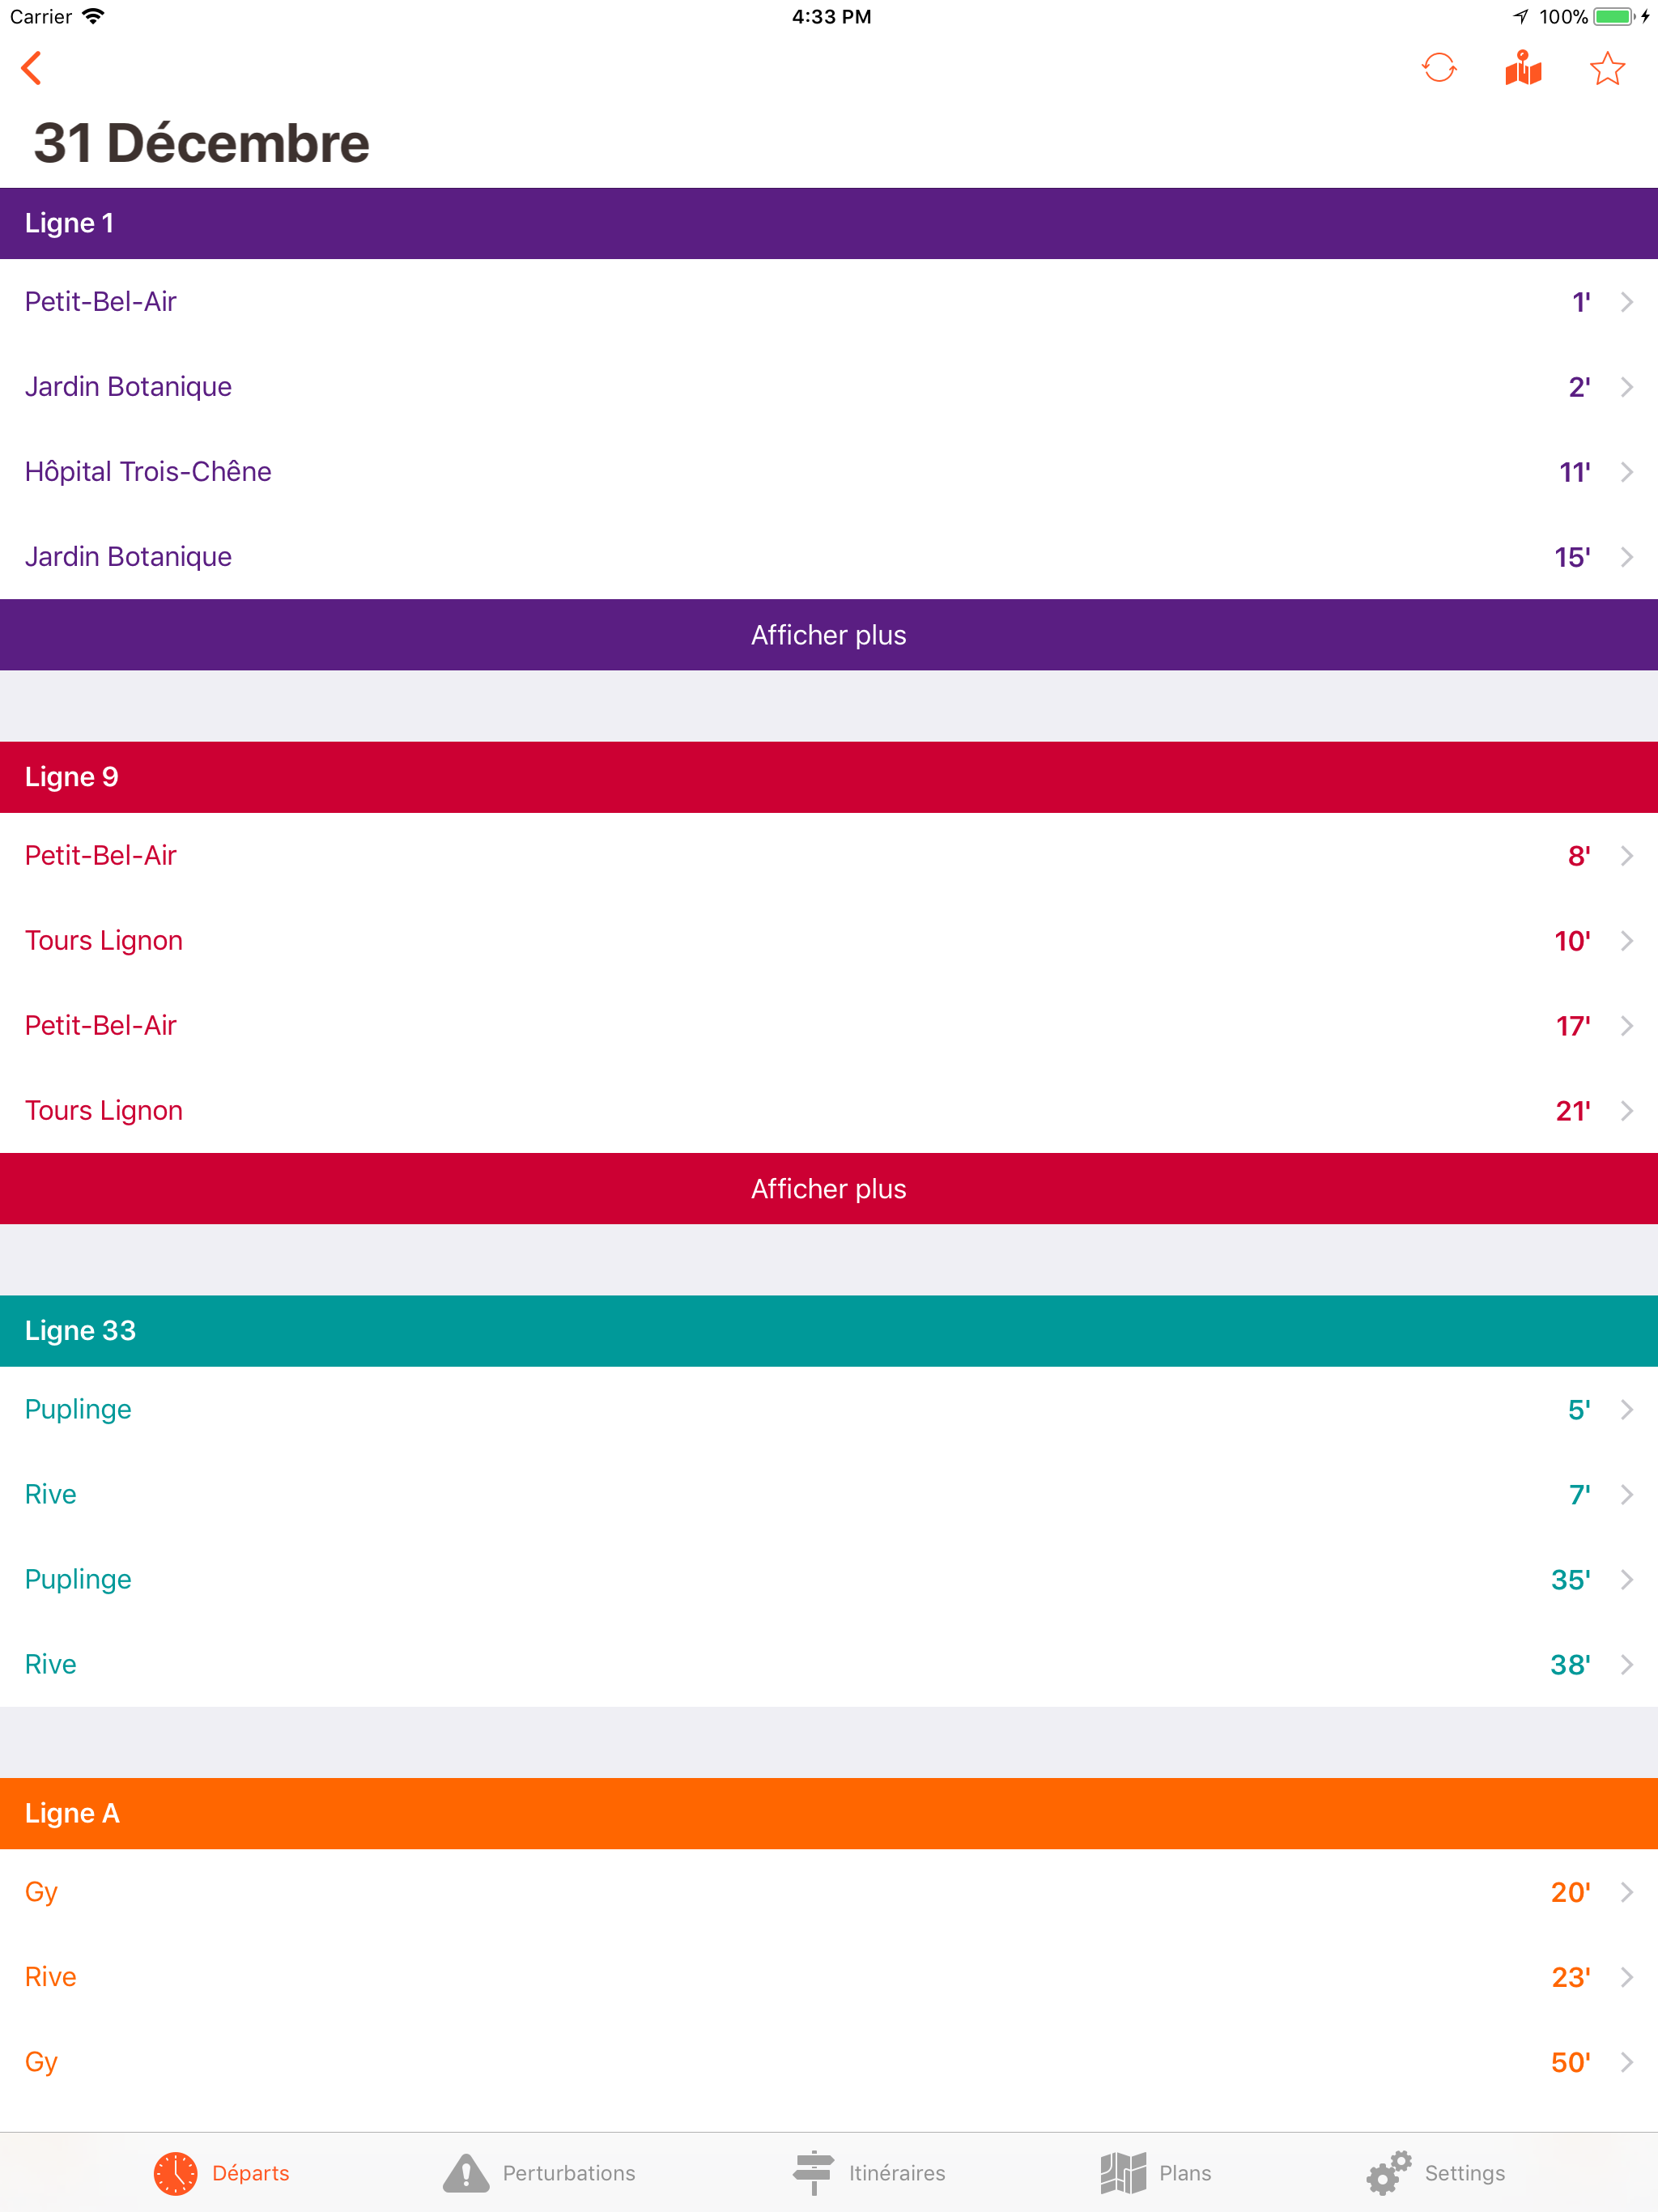 Carrier 4:33 PM 100%
31 Décembre
Ligne 1
Petit-Bel-Air 1'
Jardin Botanique 2'
Hôpital Trois-Chêne 11'
Jardin Botanique 15'
Afficher plus
Ligne 9
Petit-Bel-Air 8'
Tours Lignon 10'
Petit-Bel-Air 17'
Tours Lignon 21'
Afficher plus
Ligne 33
Puplinge 5'
Rive 7'
Puplinge 35'
Rive 38'
Ligne A
Gy 20'
Rive 23'
Gy 50'
Départs Perturbations Itinéraires Plans Settings